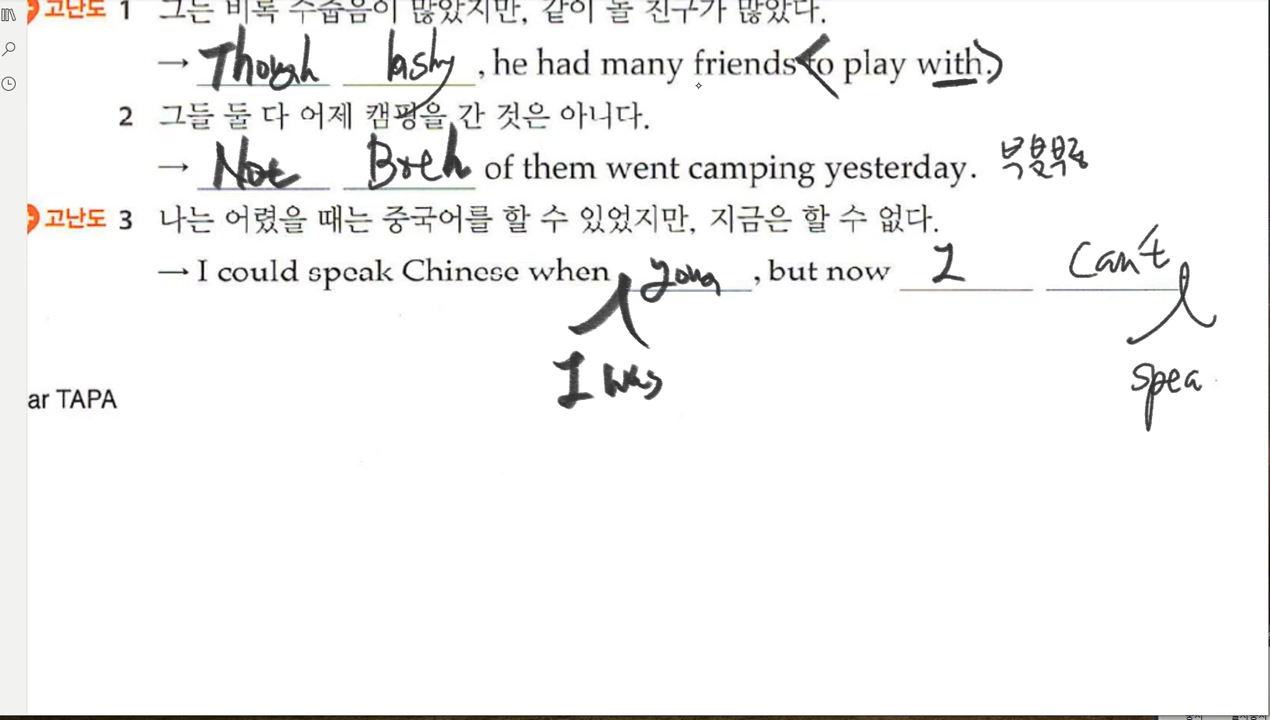 고난도 1 그는 비록 수줍음이 많았지만, 같이 놀 친구가 많았다.
→ Though , he had many friends to play with.
2 그들 둘 다 어제 캠핑을 간 것은 아니다.
→ Not Both of them went camping yesterday.
고난도 3 나는 어렸을 때는 중국어를 할 수 있었지만, 지금은 할 수 없다.
→ I could speak Chinese when young , but now I can't
I was spea
ar TAPA